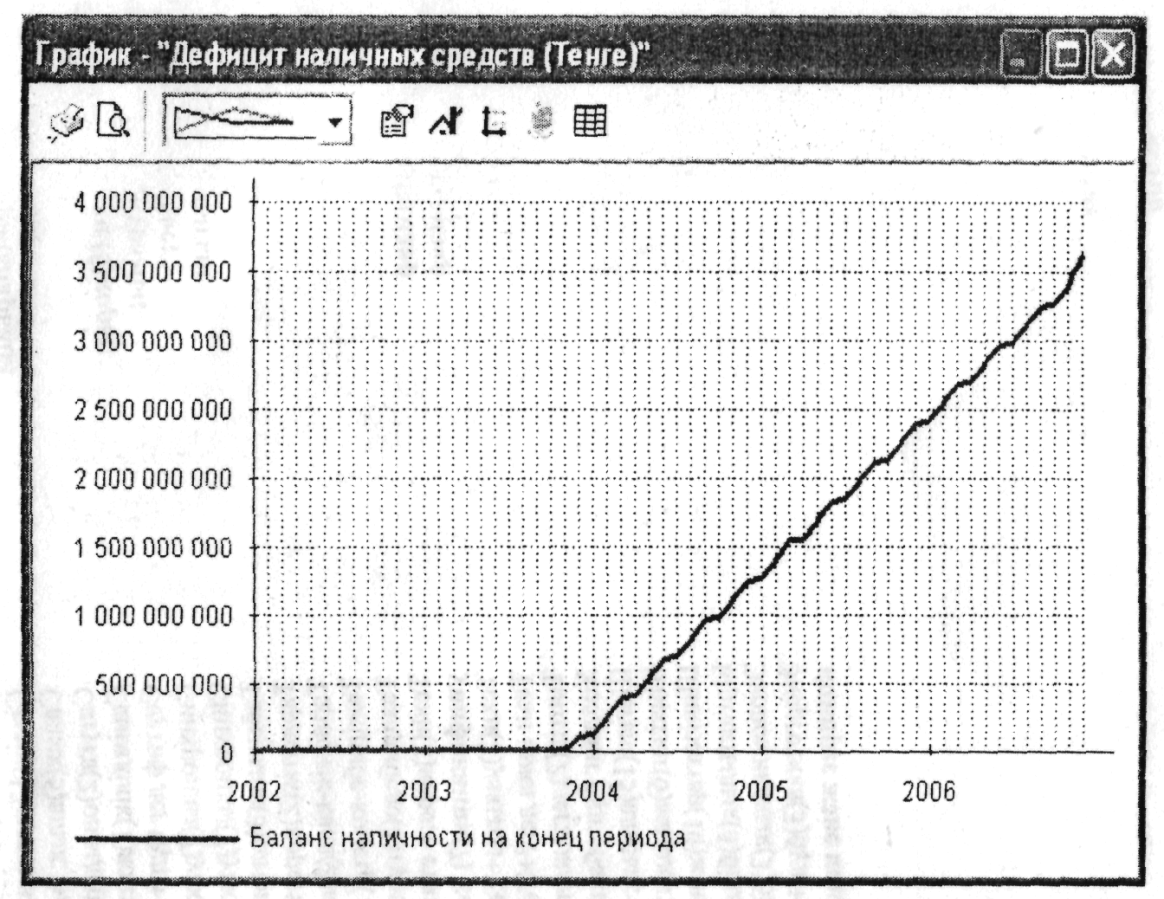 График - "Дефицит наличных средств (Тенге)"
4 000 000 000
3 500 000 000
3 000 000 000
2 500 000 000
2 000 000 000
1 500 000 000
1 000 000 000
500 000 000
0
2002 2003 2004 2005 2006
Баланс наличности на конец периода